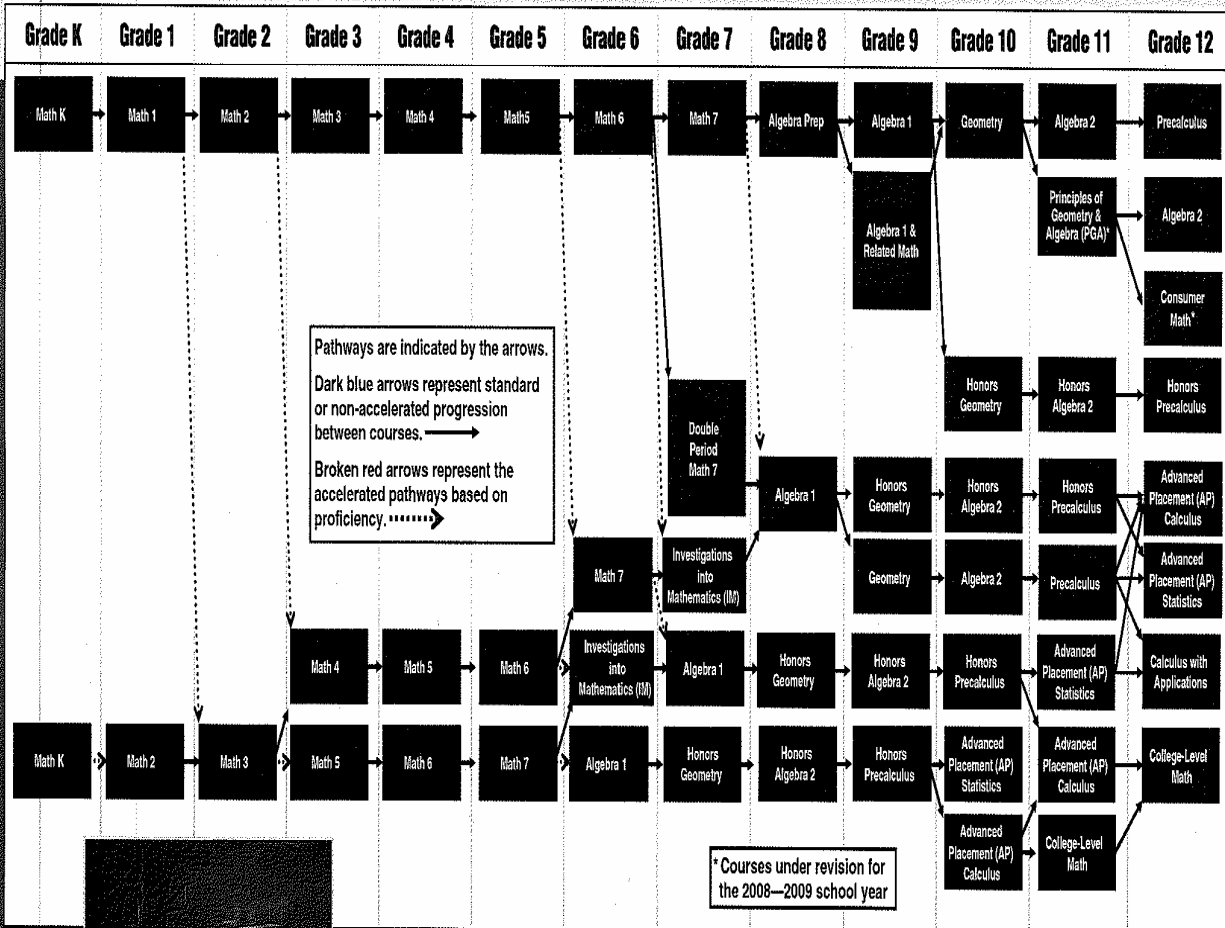 Grade K Grade 1 Grade 2 Grade 3 Grade 4 Grade 5 Grade 6 Grade 7 Grade 8 Grade 9 Grade 10 Grade 11 Grade 12
Math K Math 1 Math 2 Math 3 Math 4 Math5 Math 6 Math 7 Algebra Prep Algebra 1 Geometry Algebra 2 Precalculus
Algebra 1 &
Related Math
Principles of
Geometry &
Algebra (PGA)*
Algebra 2
Consumer
Math*
Pathways are indicated by the arrows.
Dark blue arrows represent standard
or non-accelerated progression
between courses.
Broken red arrows represent the
accelerated pathways based on
proficiency.
Honors
Geometry
Honors
Algebra 2
Honors
Precalculus
Double
Period
Math 7
Algebra 1
Honors
Geometry
Honors
Algebra 2
Honors
Precalculus
Advanced
Placement (AP)
Calculus
Math 7
Investigations
into
Mathematics (IM)
Geometry
Algebra 2
Precalculus
Advanced
Placement (AP)
Statistics
Math 4
Math 5
Math 6
Investigations
into
Mathematics (IM)
Algebra 1
Honors
Geometry
Honors
Algebra 2
Honors
Precalculus
Advanced
Placement (AP)
Statistics
Calculus with
Applications
Math K
Math 2
Math 3
Math 5
Math 6
Math 7
Algebra 1
Honors
Geometry
Honors
Algebra 2
Honors
Precalculus
Advanced
Placement (AP)
Statistics
Advanced
Placement (AP)
Calculus
College-Level
Math
Advanced
Placement (AP)
Calculus
College-Level
Math
* Courses under revision for
the 2008—2009 school year